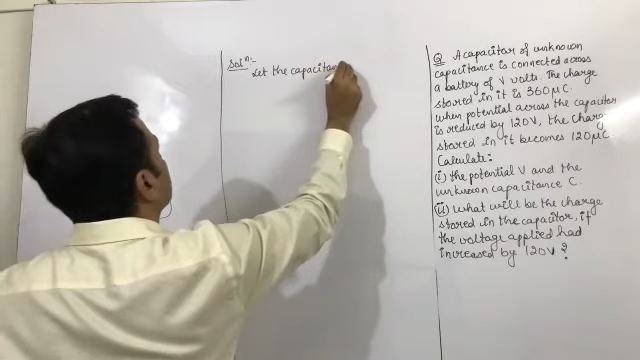 Solⁿ:-
Let the capacitan
Q A capacitor of unknown
capacitance is connected across
a battery of V volts. The charge
stored in it is 360μC.
When potential across the capacitor
is reduced by 120V, the charge
stored in it becomes 120μC.
Calculate:
(i) the potential V and the
unknown capacitance C.
(ii) What will be the charge
stored in the capacitor, if
the voltage applied had
increased by 120V?